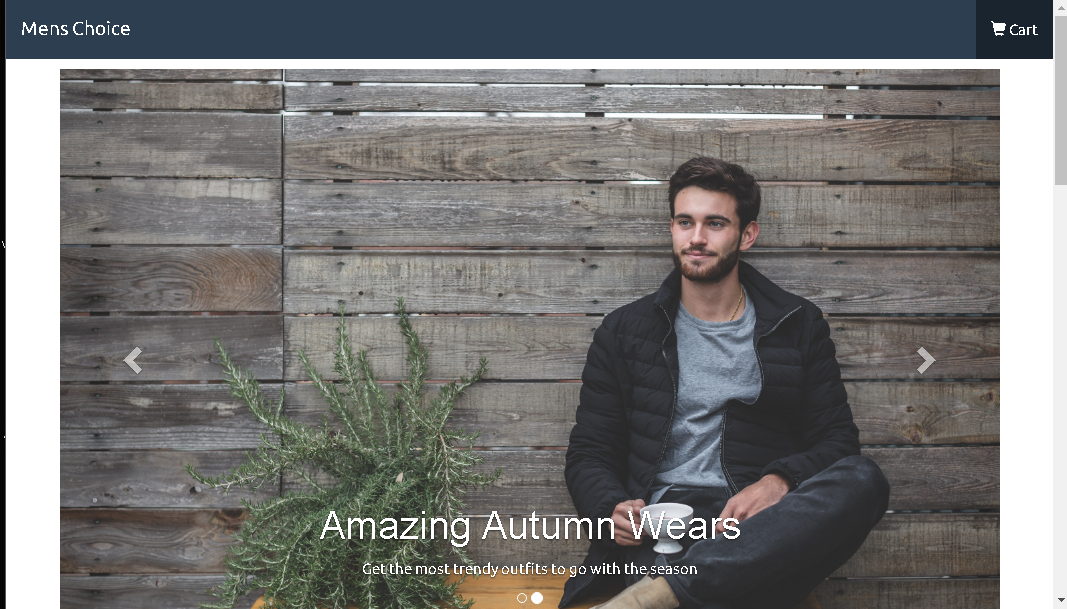 Mens Choice
Cart
Amazing Autumn Wears
Get the most trendy outfits to go with the season